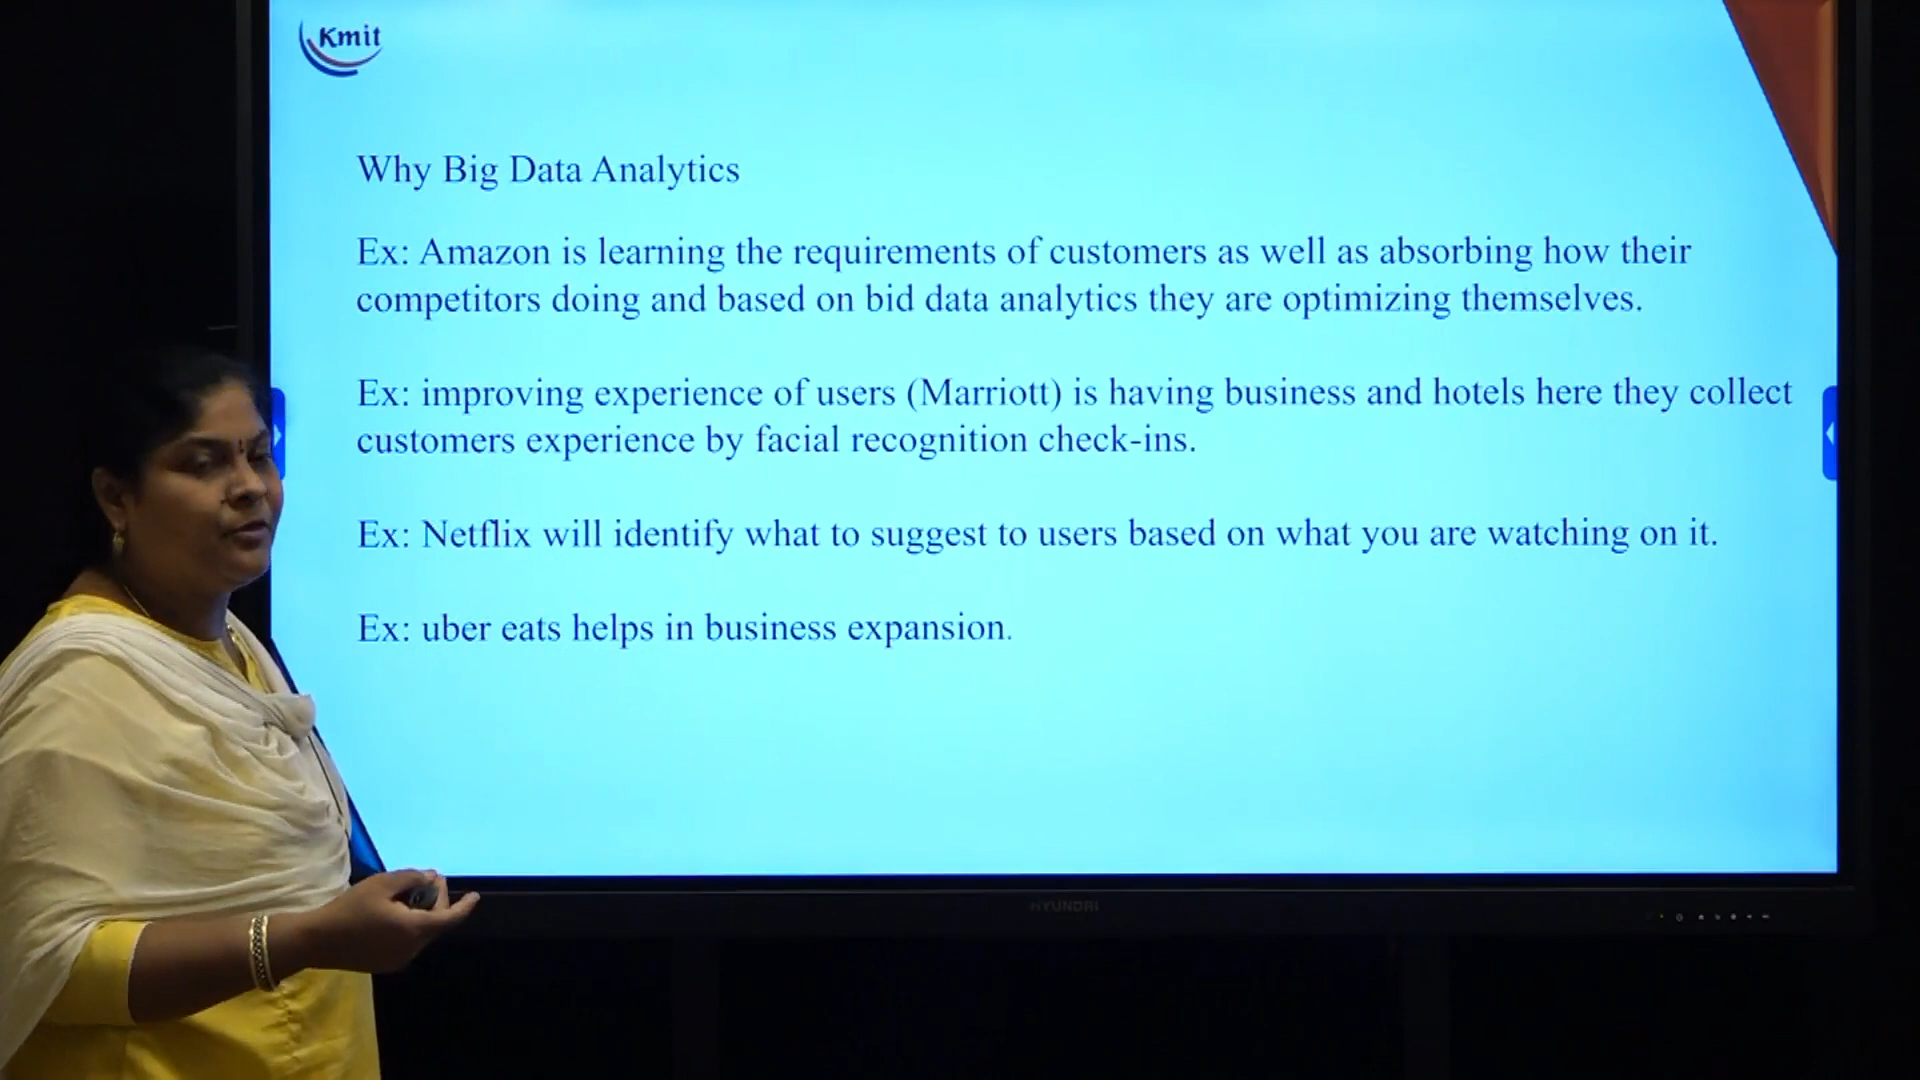 Kmit
Why Big Data Analytics
Ex: Amazon is learning the requirements of customers as well as absorbing how their
competitors doing and based on bid data analytics they are optimizing themselves.
Ex: improving experience of users (Marriott) is having business and hotels here they collect
customers experience by facial recognition check-ins.
Ex: Netflix will identify what to suggest to users based on what you are watching on it.
Ex: uber eats helps in business expansion.
HYUNDAI